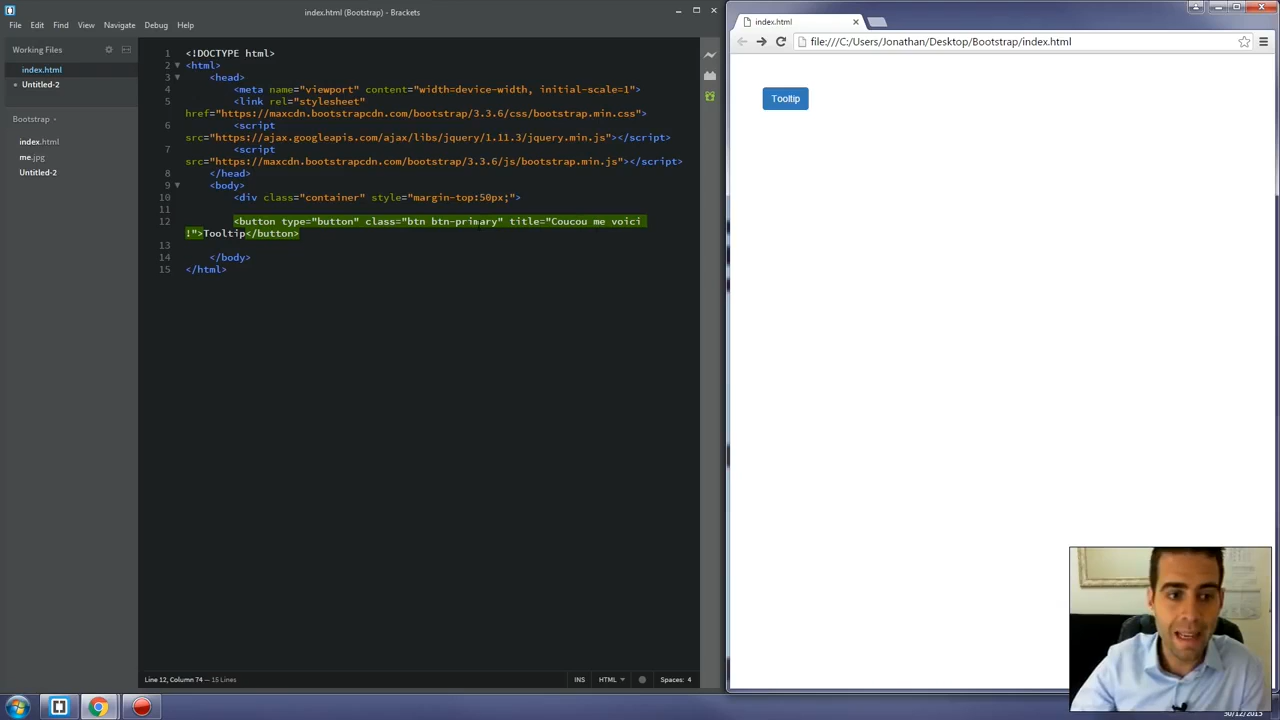 index.html (Bootstrap) - Brackets
File Edit Find View Navigate Debug Help
Working Files
index.html
Untitled-2
Bootstrap
index.html
me.jpg
Untitled-2
1 <!DOCTYPE html>
2 <html>
3 <head>
4 <meta name="viewport" content="width=device-width, initial-scale=1">
5 <link rel="stylesheet"
href="https://maxcdn.bootstrapcdn.com/bootstrap/3.3.6/css/bootstrap.min.css">
6 <script
src="https://ajax.googleapis.com/ajax/libs/jquery/1.11.3/jquery.min.js"></script>
7 <script
src="https://maxcdn.bootstrapcdn.com/bootstrap/3.3.6/js/bootstrap.min.js"></script>
8 </head>
9 <body>
10 <div class="container" style="margin-top:50px;">
11
12 <button type="button" class="btn btn-primary" title="Coucou me voici
!">Tooltip</button>
13
14 </body>
15 </html>
Line 12, Column 74 — 15 Lines
INS HTML Spaces: 4
index.html
file:///C:/Users/Jonathan/Desktop/Bootstrap/index.html
Tooltip
30/12/2015